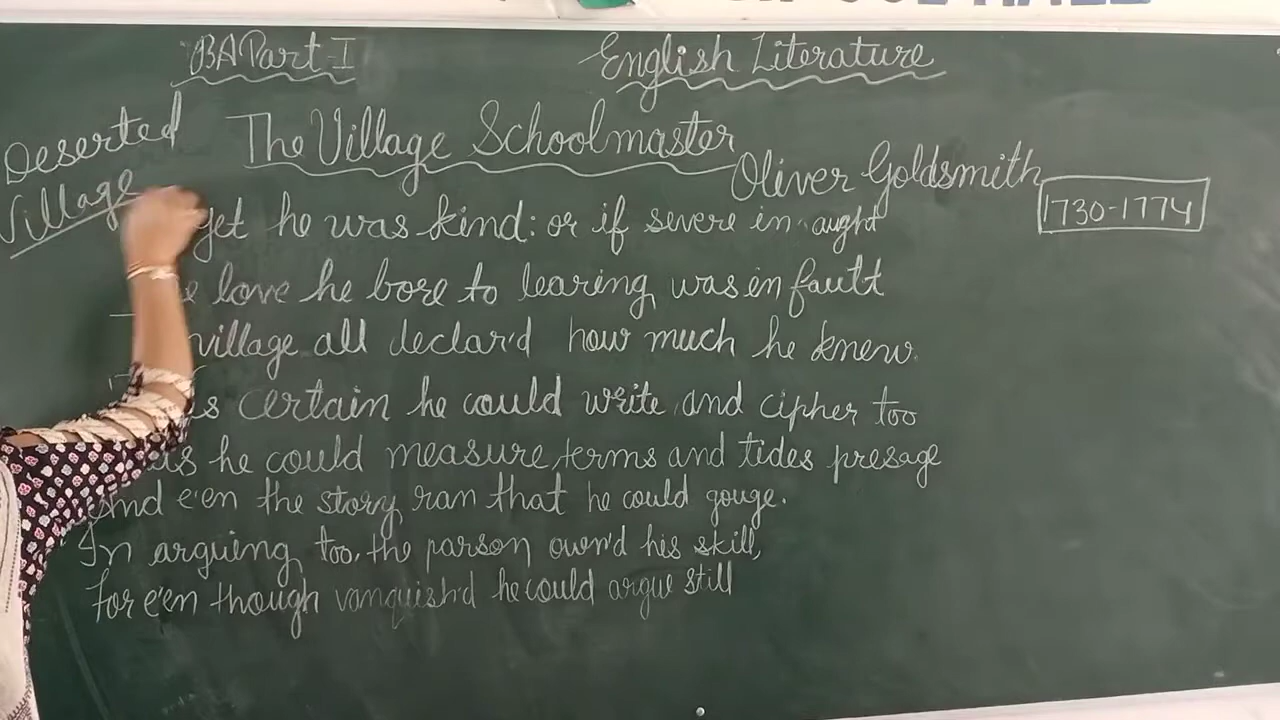 BA Part-I
English Literature
Deserted
Village
The Village Schoolmaster
Oliver Goldsmith
1730-1774
yet he was kind: or if severe in aught
love he bore to learing was in fault
village all declar'd how much he knew.
certain he could write, and cipher too
he could measure, terms and tides presage
And e'en the story ran that he could gouge.
In arguing too, the parson own'd his skill,
For e'en though vanquish'd he could argue still